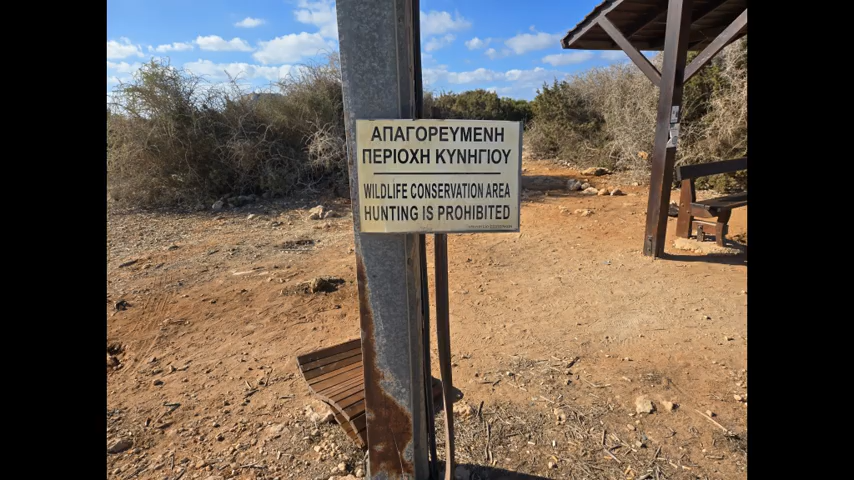 ΑΠΑΓΟΡΕΥΜΕΝΗ
ΠΕΡΙΟΧΗ ΚΥΝΗΓΙΟΥ
WILDLIFE CONSERVATION AREA
HUNTING IS PROHIBITED